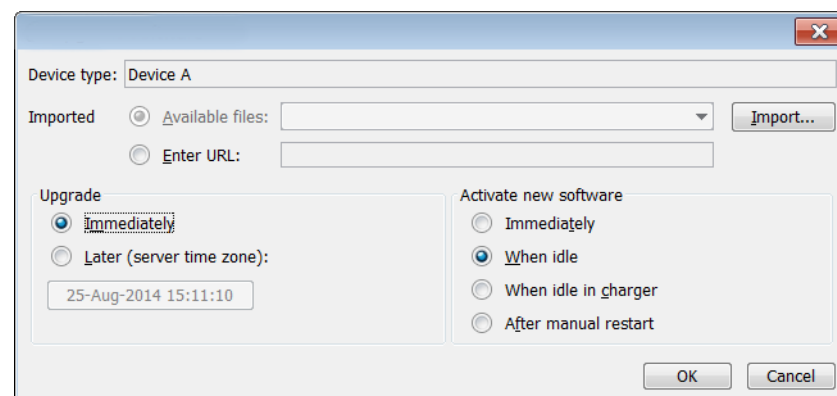 Device type: Device A
Imported Available files: Import...
Enter URL:
Upgrade
Immediately
Later (server time zone):
25-Aug-2014 15:11:10
Activate new software
Immediately
When idle
When idle in charger
After manual restart
OK Cancel